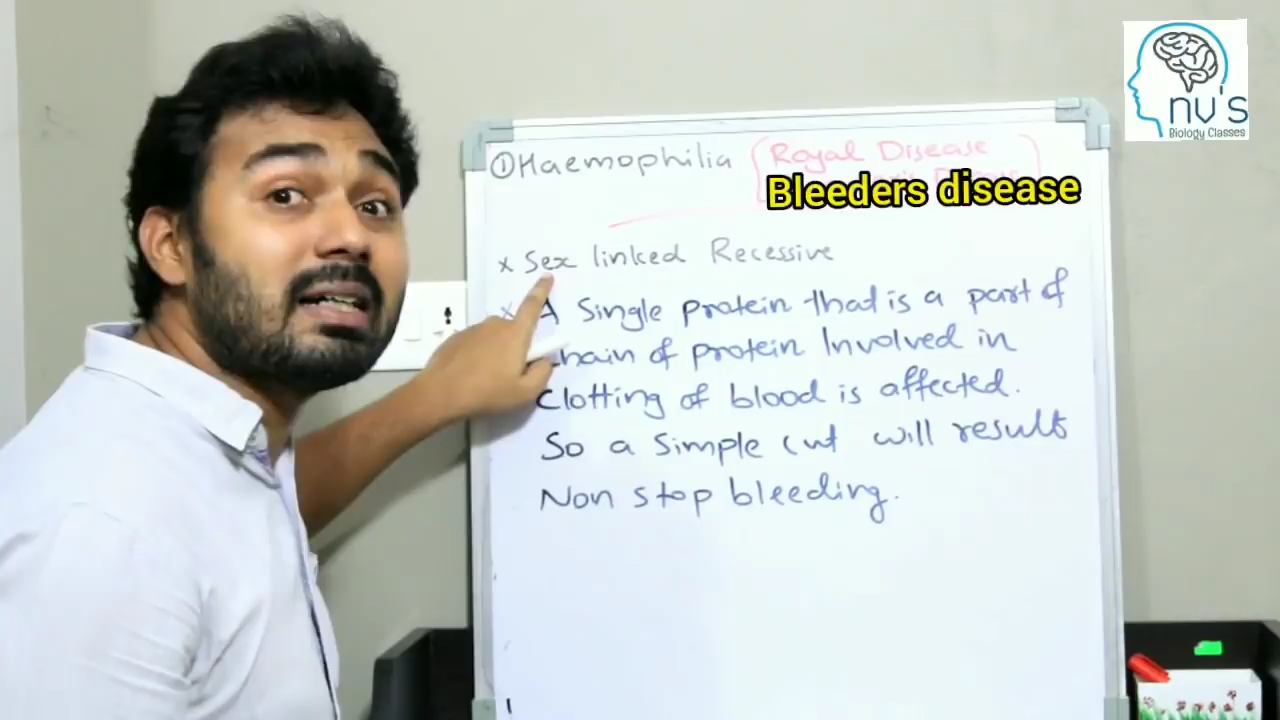 nv's
Biology Classes
①Haemophilia (Royal Disease
Bleeders disease
x Sex linked Recessive
x A Single protein that is a part of
chain of protein Involved in
Clotting of blood is affected.
So a Simple cut will results
Non stop bleeding.